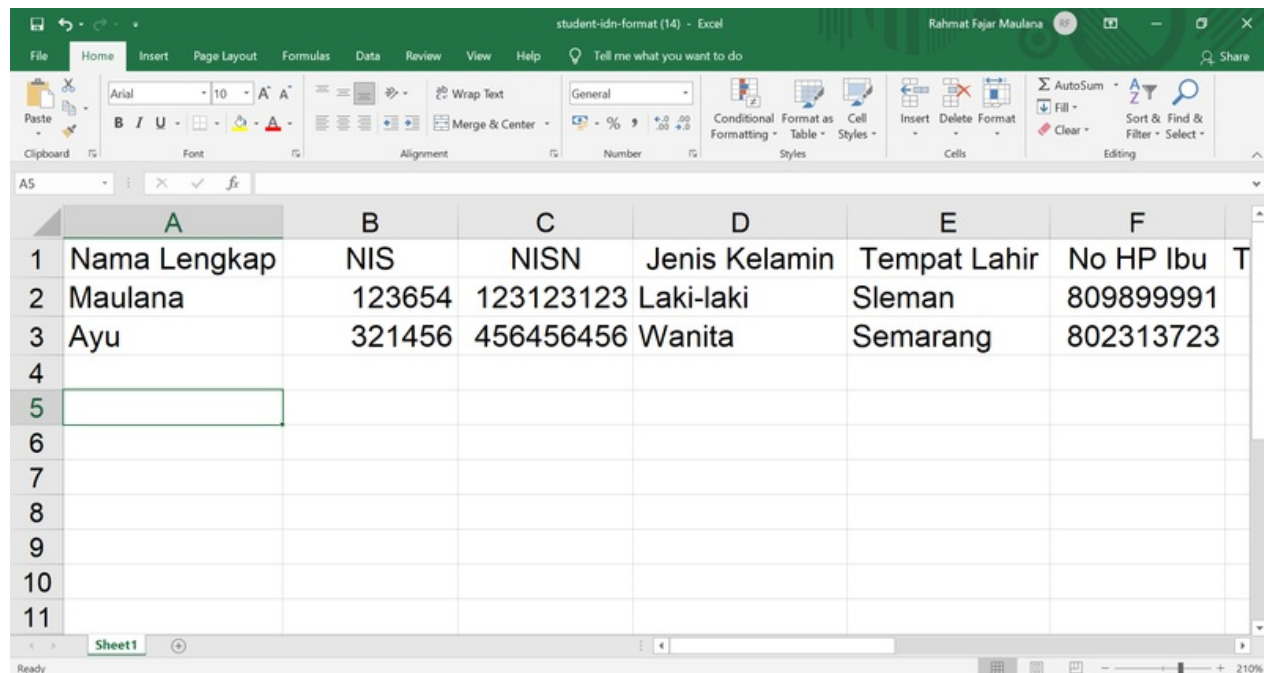 student-idn-format (14) - Excel
Rahmat Fajar Maulana RF
File Home Insert Page Layout Formulas Data Review View Help Tell me what you want to do Share
Paste
Arial 10 A A
B I U A
Wrap Text
Merge & Center
General
% , .0 .00 .00 .0
Conditional Formatting
Format as Table
Cell Styles
Insert Delete Format
AutoSum
Fill
Clear
Sort & Filter
Find & Select
Clipboard Font Alignment Number Styles Cells Editing
A5 fx
A B C D E F
1 Nama Lengkap NIS NISN Jenis Kelamin Tempat Lahir No HP Ibu T
2 Maulana 123654 123123123 Laki-laki Sleman 809899991
3 Ayu 321456 456456456 Wanita Semarang 802313723
4
5
6
7
8
9
10
11
Sheet1
Ready 210%